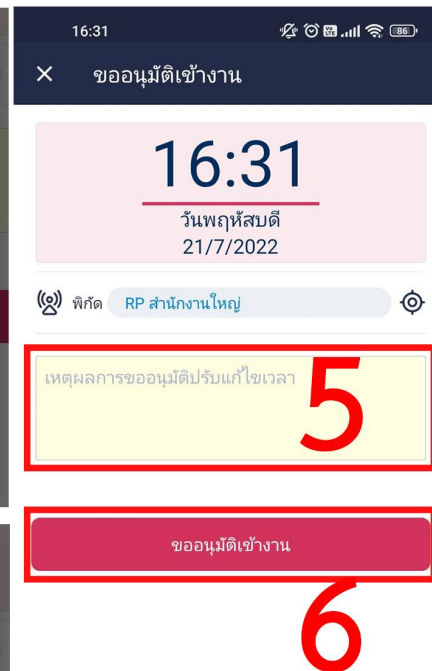 16:31
86
× ขออนุมัติเข้างาน
16:31
วันพฤหัสบดี
21/7/2022
พิกัด RP สำนักงานใหญ่
เหตุผลการขออนุมัติปรับแก้ไขเวลา
5
ขออนุมัติเข้างาน
6